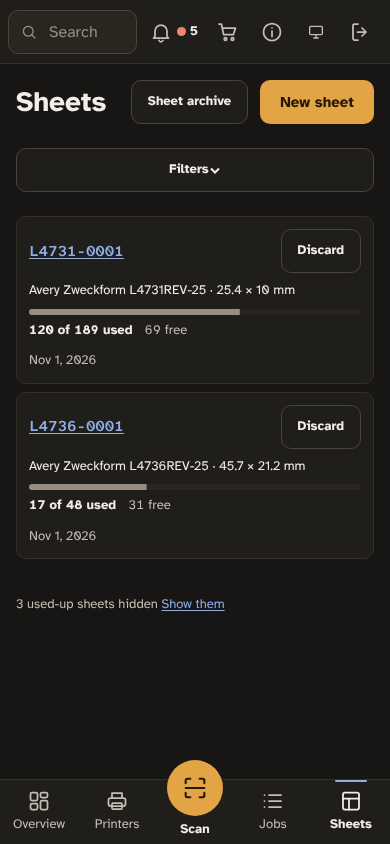 Search
5
Sheets
Sheet archive
New sheet
Filters
L4731-0001
Discard
Avery Zweckform L4731REV-25 · 25.4 × 10 mm
120 of 189 used 69 free
Nov 1, 2026
L4736-0001
Discard
Avery Zweckform L4736REV-25 · 45.7 × 21.2 mm
17 of 48 used 31 free
Nov 1, 2026
3 used-up sheets hidden Show them
Overview
Printers
Scan
Jobs
Sheets